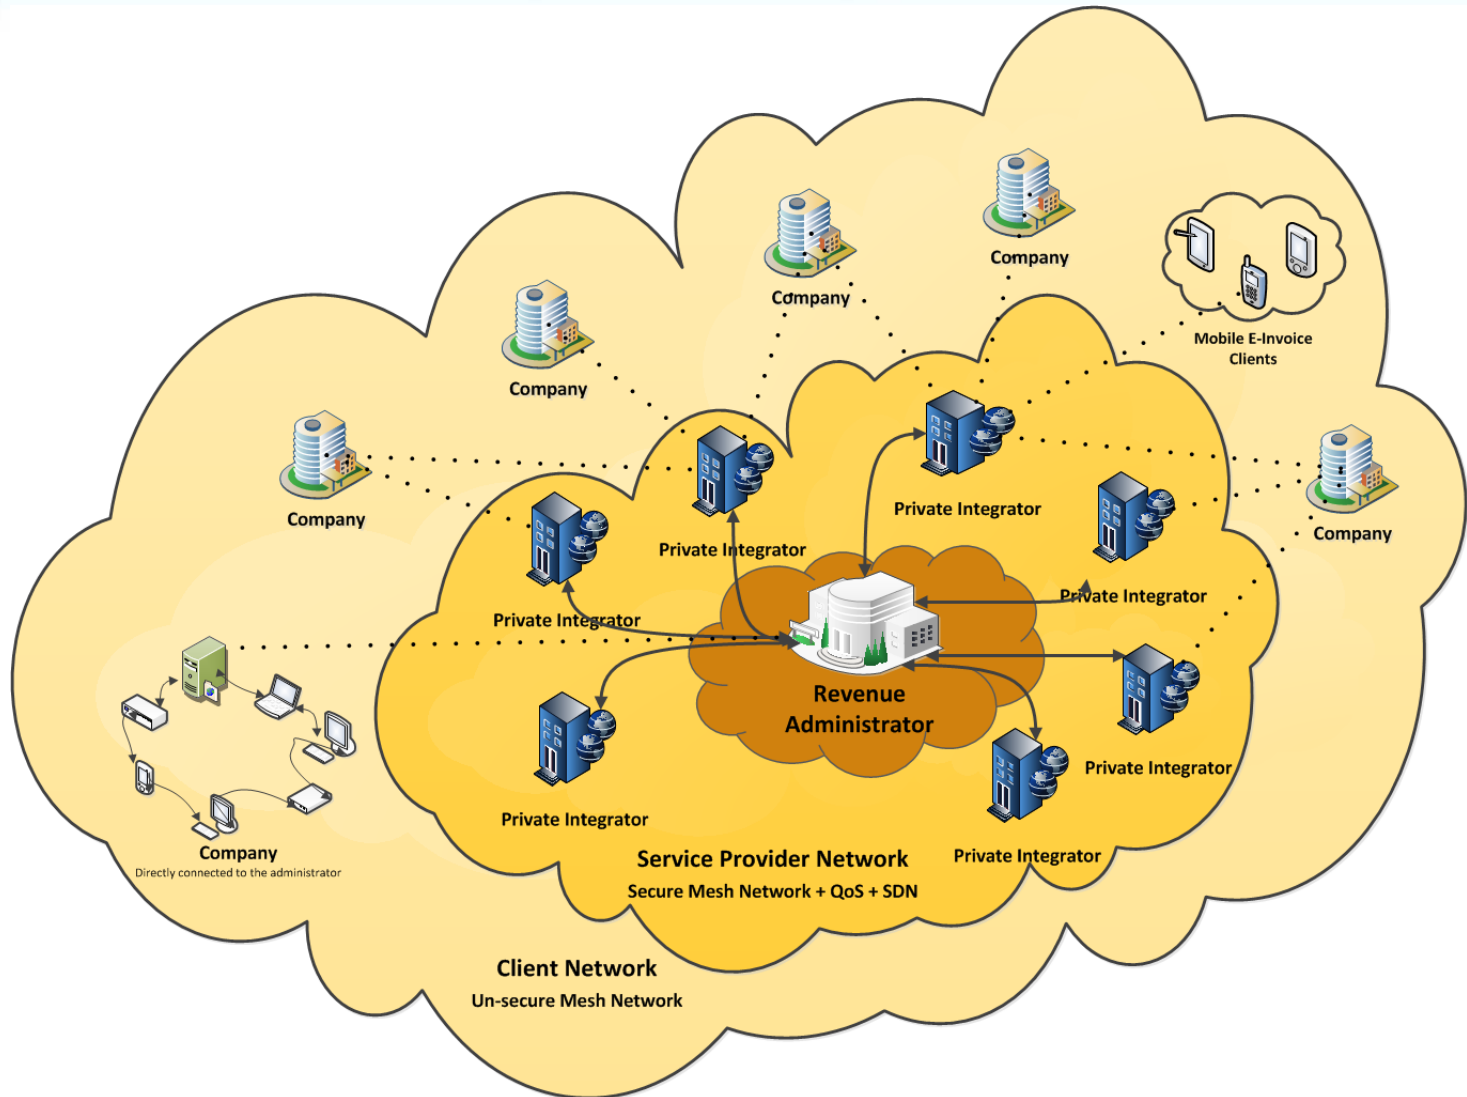 Company
Company
Mobile E-Invoice
Clients
Company
Company
Private Integrator
Company
Company
Private Integrator
Private Integrator
Private Integrator
Revenue
Administrator
Private Integrator
Private Integrator
Company
Directly connected to the administrator
Service Provider Network
Private Integrator
Secure Mesh Network + QoS + SDN
Client Network
Un-secure Mesh Network